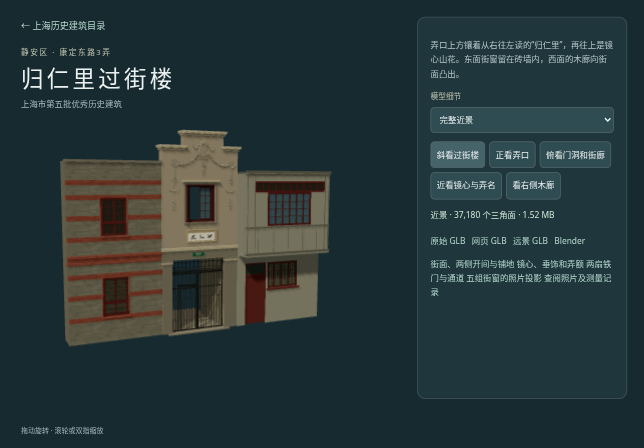 ← 上海历史建筑目录
静安区 · 康定东路3弄
归仁里过街楼
上海市第五批优秀历史建筑
弄口上方镶着从右往左读的“归仁里”，再往上是镜
心山花。东面街窗留在砖墙内，西面的木廊向街
面凸出。
模型细节
完整近景
斜看过街楼
正看弄口
俯看门洞和街廊
近看镜心与弄名
看右侧木廊
近景 · 37,180 个三角面 · 1.52 MB
原始 GLB 网页 GLB 远景 GLB Blender
街面、两侧开间与铺地 镜心、垂饰和弄额 两扇铁
门与通道 五组街窗的照片投影 查阅照片及测量记
录
拖动旋转 · 滚轮或双指缩放